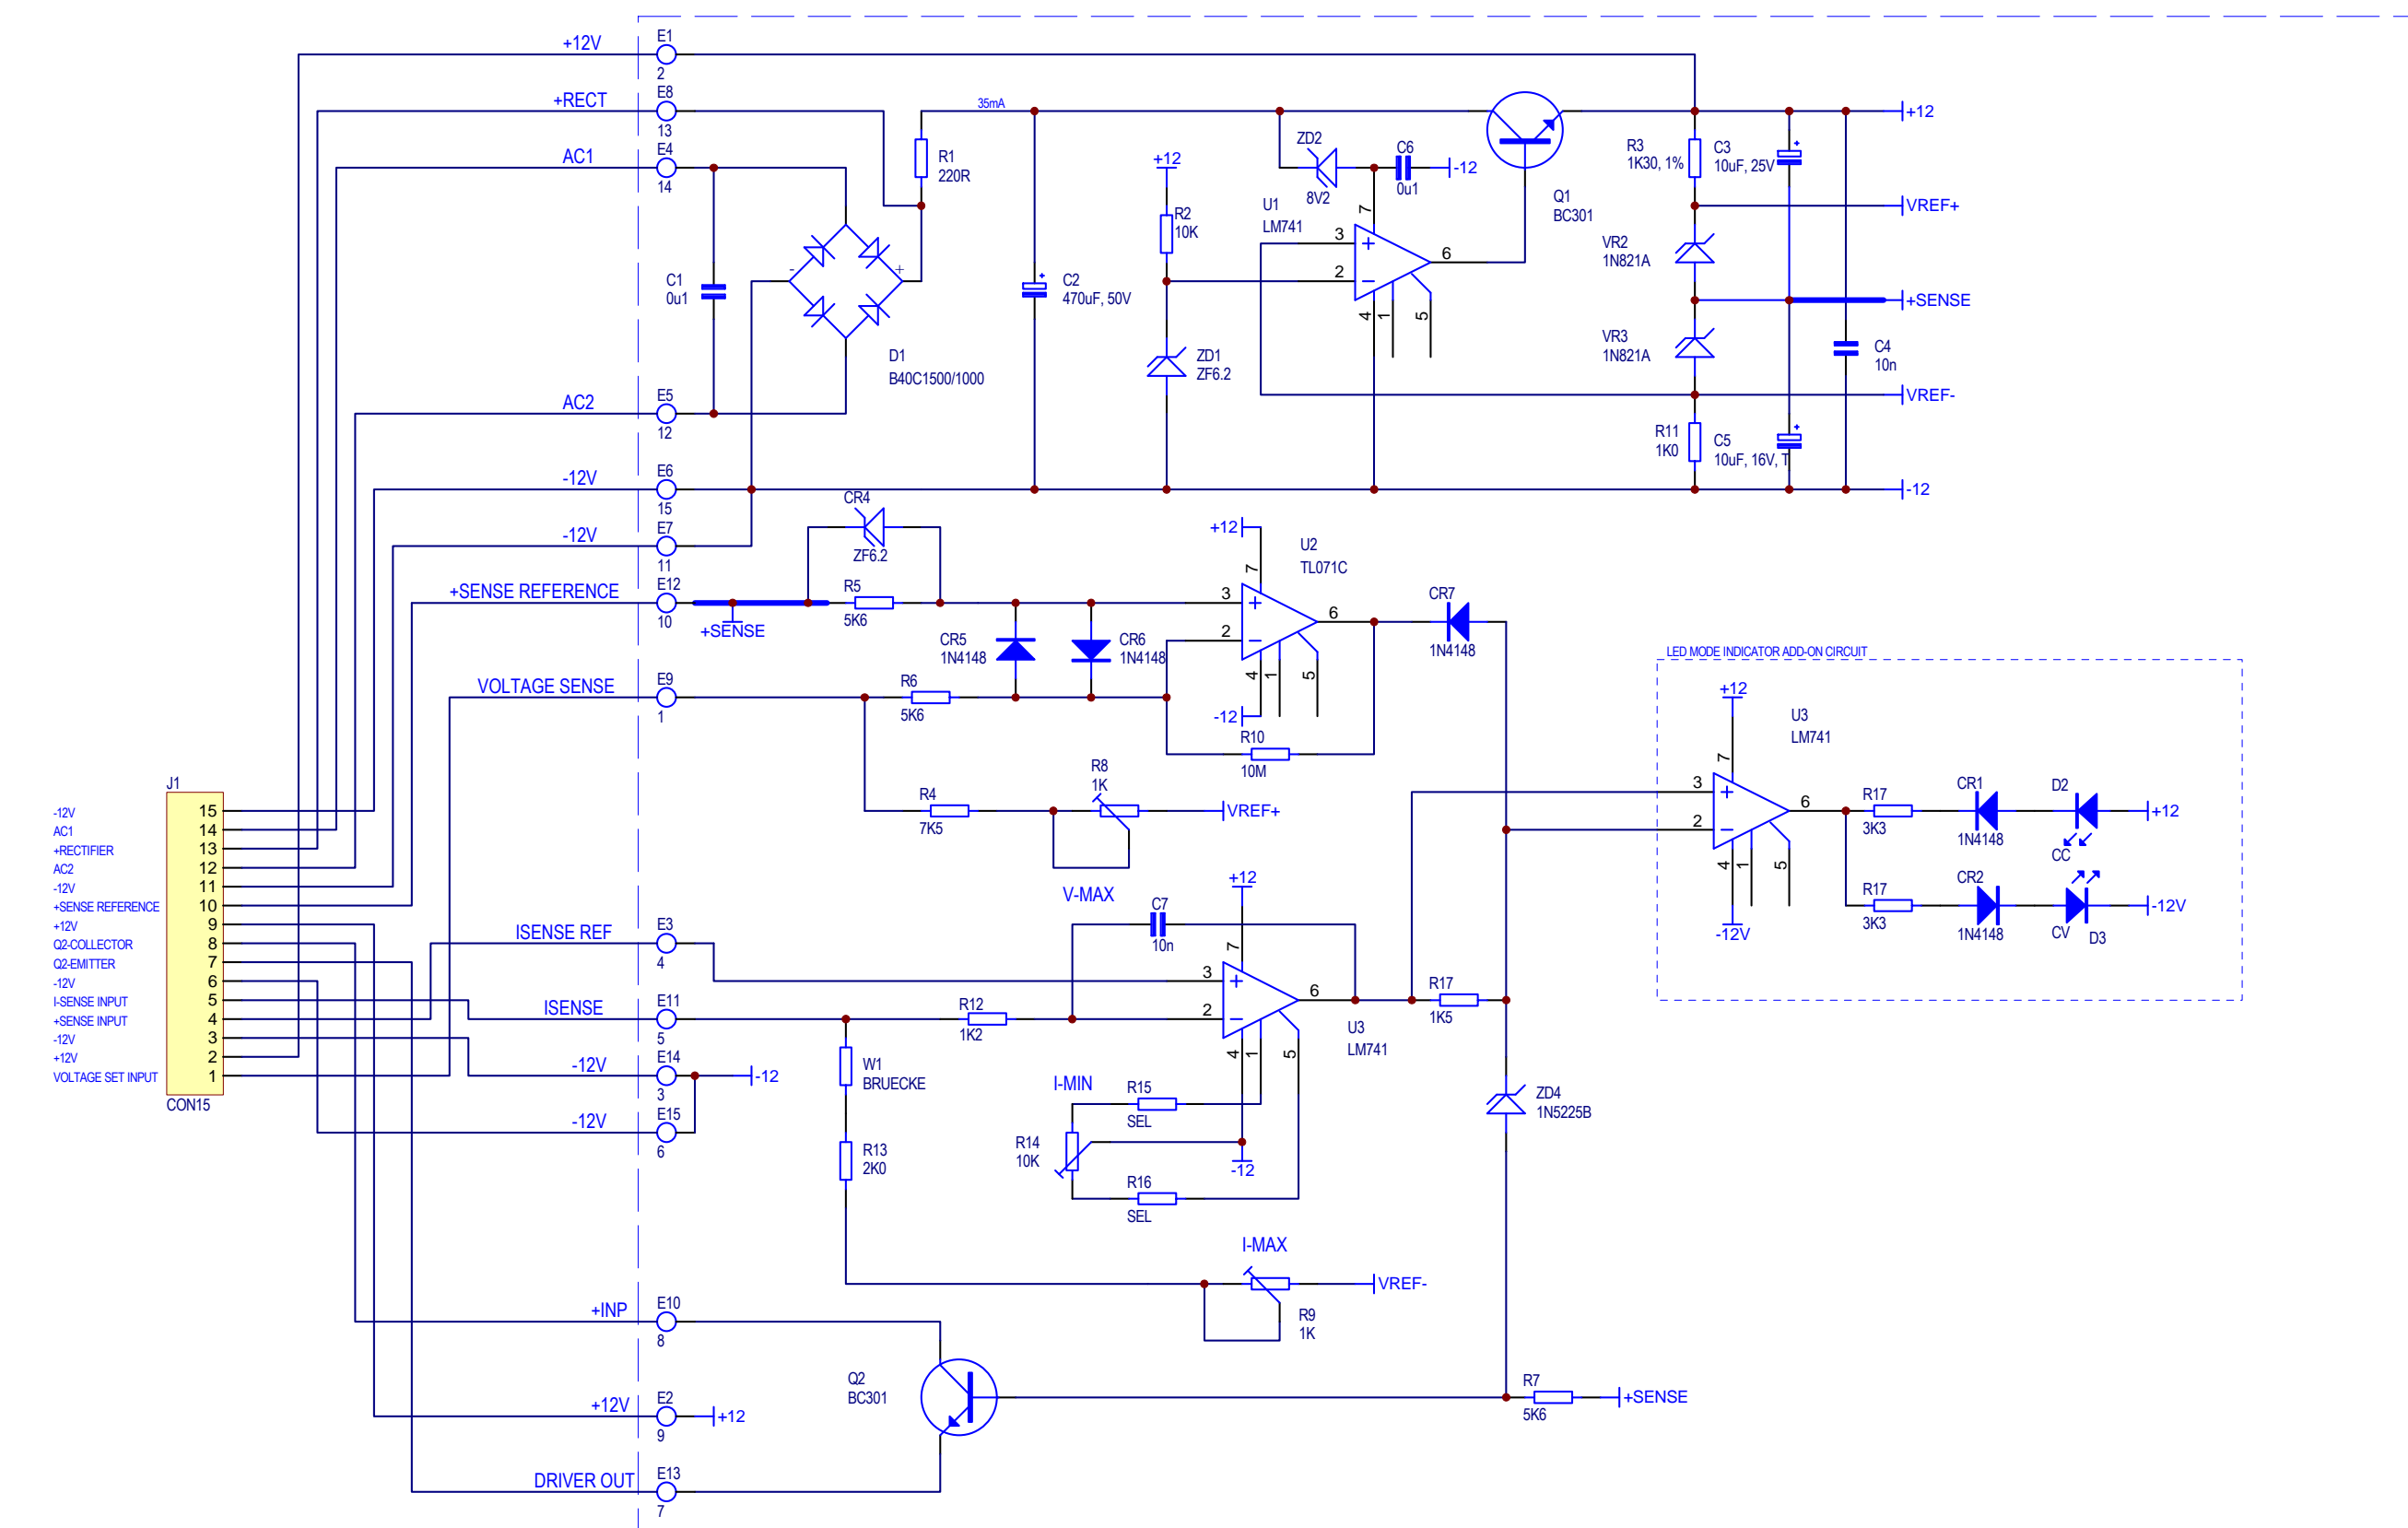 +12V
E1
2
+RECT
E8
13
AC1
E4
14
35mA
R1
220R
C1
0u1
-
+
D1
B40C1500/1000
C2
470uF, 50V
+12
R2
10K
ZD1
ZF6.2
ZD2
8V2
C6
0u1
-12
U1
LM741
7
3
2
6
4
1
5
Q1
BC301
R3
1K30, 1%
C3
10uF, 25V
+12
VREF+
VR2
1N821A
+SENSE
VR3
1N821A
C4
10n
VREF-
R11
1K0
C5
10uF, 16V, T
-12
AC2
E5
12
-12V
E6
15
-12V
E7
11
CR4
ZF6.2
+SENSE REFERENCE
E12
10
+SENSE
R5
5K6
CR5
1N4148
CR6
1N4148
+12
U2
TL071C
7
3
2
6
4
1
5
-12
R10
10M
CR7
1N4148
VOLTAGE SENSE
E9
1
R6
5K6
R4
7K5
R8
1K
VREF+
V-MAX
LED MODE INDICATOR ADD-ON CIRCUIT
+12
U3
LM741
7
3
2
6
4
1
5
-12V
R17
3K3
CR1
1N4148
D2
CC
+12
R17
3K3
CR2
1N4148
CV
D3
-12V
J1
-12V
15
AC1
14
+RECTIFIER
13
AC2
12
-12V
11
+SENSE REFERENCE
10
+12V
9
Q2-COLLECTOR
8
Q2-EMITTER
7
-12V
6
I-SENSE INPUT
5
+SENSE INPUT
4
-12V
3
+12V
2
VOLTAGE SET INPUT
1
CON15
ISENSE REF
E3
4
ISENSE
E11
5
-12V
E14
3
-12
-12V
E15
6
C7
10n
+12
7
3
2
6
4
1
5
U3
LM741
R12
1K2
R17
1K5
W1
BRUECKE
R13
2K0
I-MIN
R15
SEL
R14
10K
-12
R16
SEL
ZD4
1N5225B
I-MAX
R9
1K
VREF-
+INP
E10
8
Q2
BC301
R7
5K6
+SENSE
+12V
E2
9
+12
DRIVER OUT
E13
7